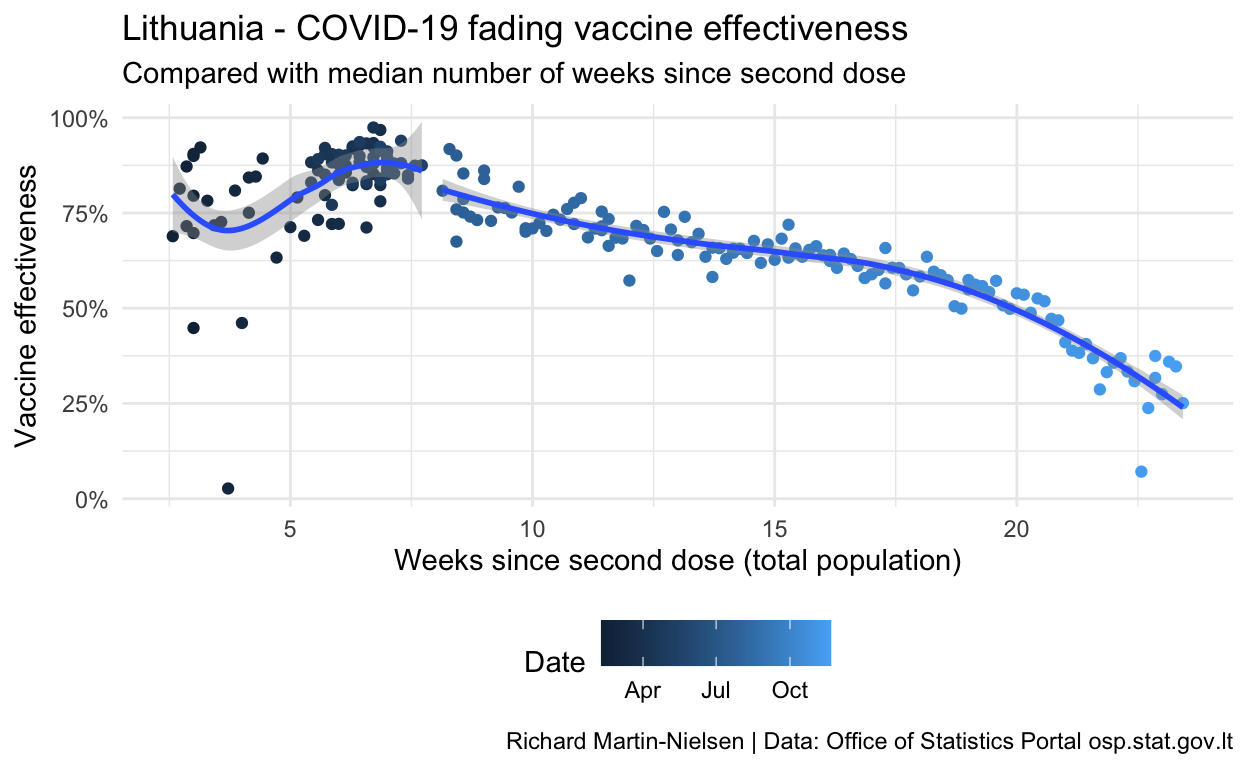 Lithuania - COVID-19 fading vaccine effectiveness
Compared with median number of weeks since second dose
100%
75%
50%
25%
0%
Vaccine effectiveness
5 10 15 20
Weeks since second dose (total population)
Date
Apr Jul Oct
Richard Martin-Nielsen | Data: Office of Statistics Portal osp.stat.gov.lt